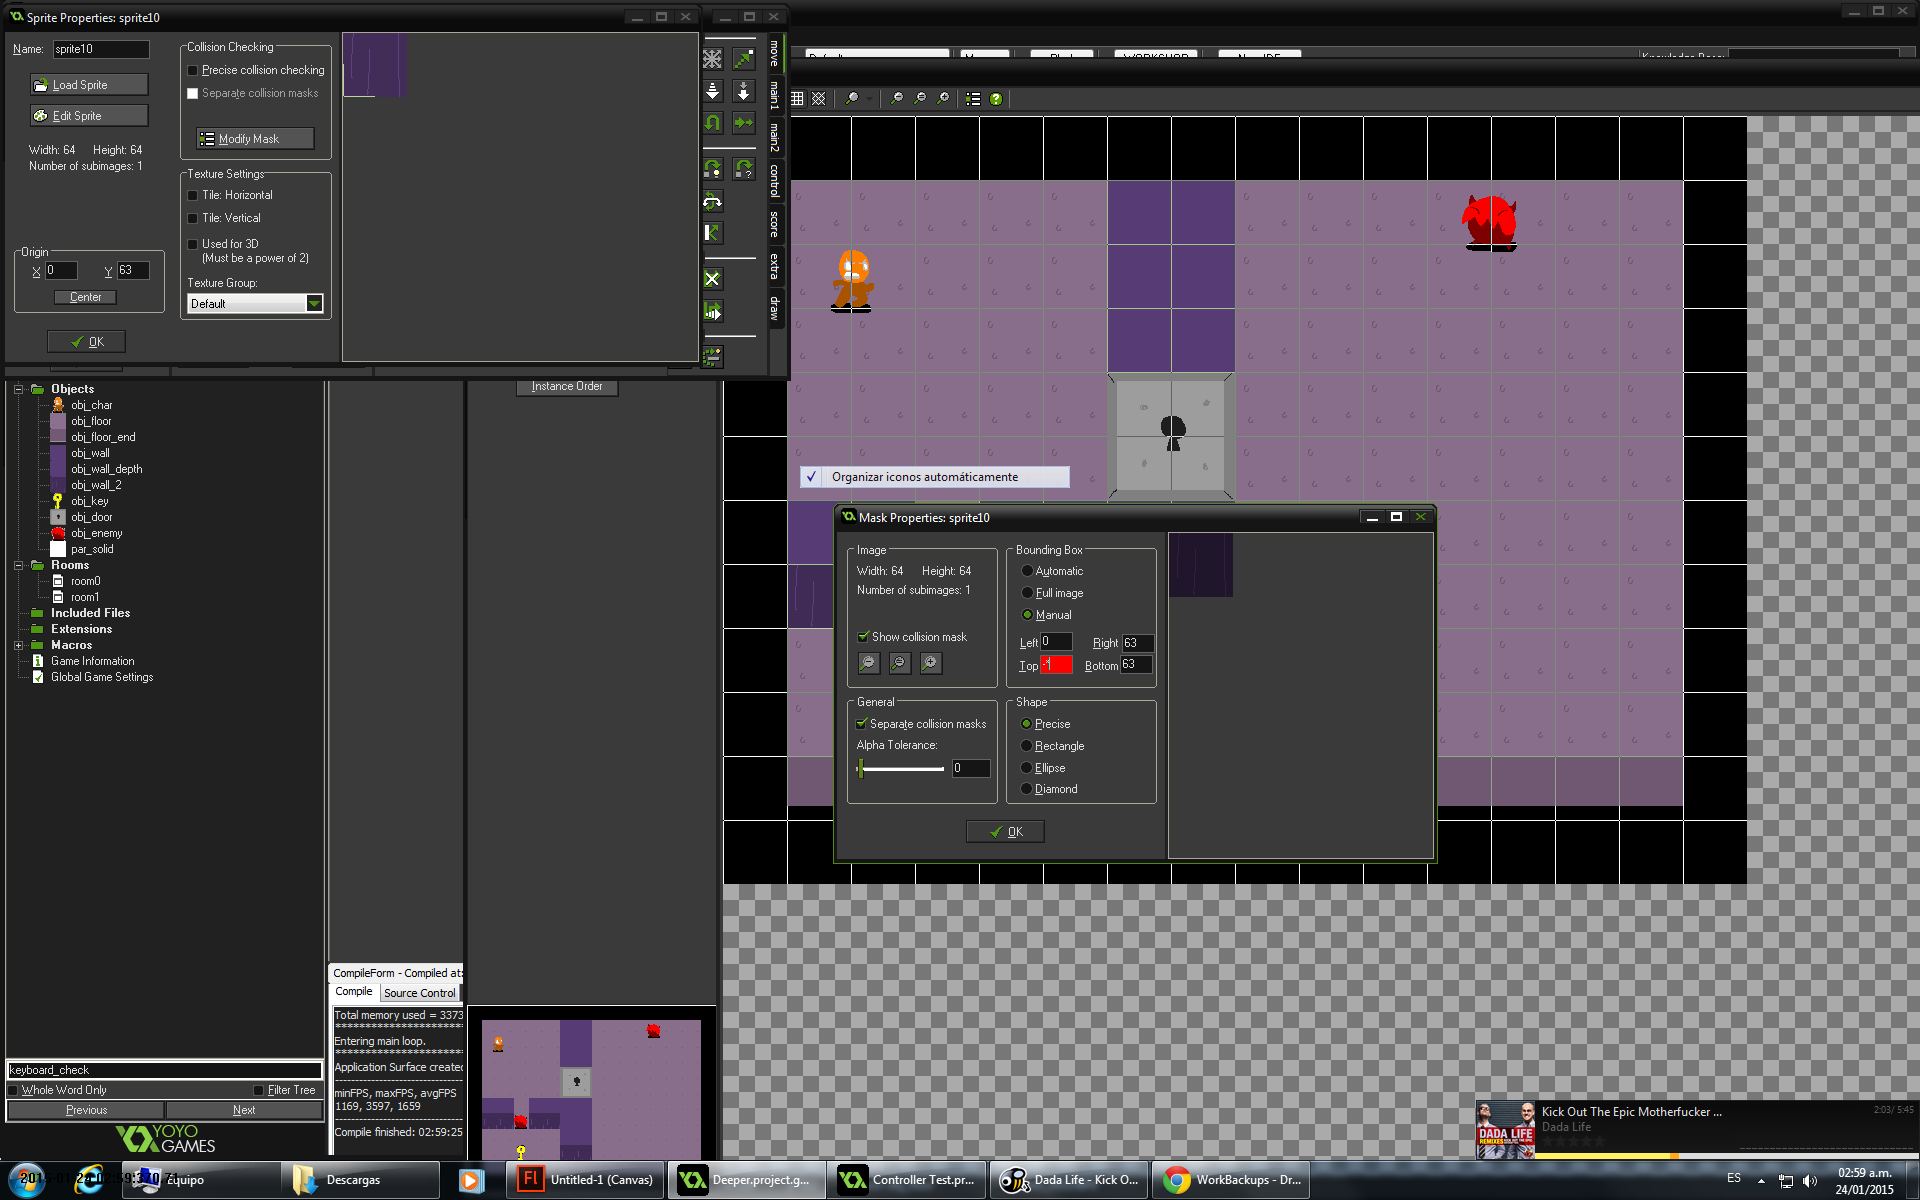 Sprite Properties: sprite10
Name: sprite10
Load Sprite
Edit Sprite
Width: 64 Height: 64
Number of subimages: 1
Origin
X 0 Y 63
Center
OK
Collision Checking
Precise collision checking
Separate collision masks
Modify Mask
Texture Settings
Tile: Horizontal
Tile: Vertical
Used for 3D
(Must be a power of 2)
Texture Group:
Default
move
main1
main2
control
score
extra
draw
Instance Order
Objects
obj_char
obj_floor
obj_floor_end
obj_wall
obj_wall_depth
obj_wall_2
obj_key
obj_door
obj_enemy
par_solid
Rooms
room0
room1
Included Files
Extensions
Macros
Game Information
Global Game Settings
Organizar iconos automáticamente
Mask Properties: sprite10
Image
Width: 64 Height: 64
Number of subimages: 1
Show collision mask
General
Separate collision masks
Alpha Tolerance:
0
Bounding Box
Automatic
Full image
Manual
Left 0 Right 63
Top Bottom 63
Shape
Precise
Rectangle
Ellipse
Diamond
OK
CompileForm - Compiled at:
Compile Source Control
Total memory used = 3373
Entering main loop.
Application Surface created
minFPS, maxFPS, avgFPS
1169, 3597, 1659
Compile finished: 02:59:25
keyboard_check
Whole Word Only Filter Tree
Previous Next
YOYO
GAMES
Kick Out The Epic Motherfucker ...
Dada Life
2:03/ 5:45
DADA LIFE
Equipo
Descargas
Untitled-1 (Canvas)
Deeper.project.g...
Controller Test.pr...
Dada Life - Kick O...
WorkBackups - Dr...
ES
02:59 a.m.
24/01/2015